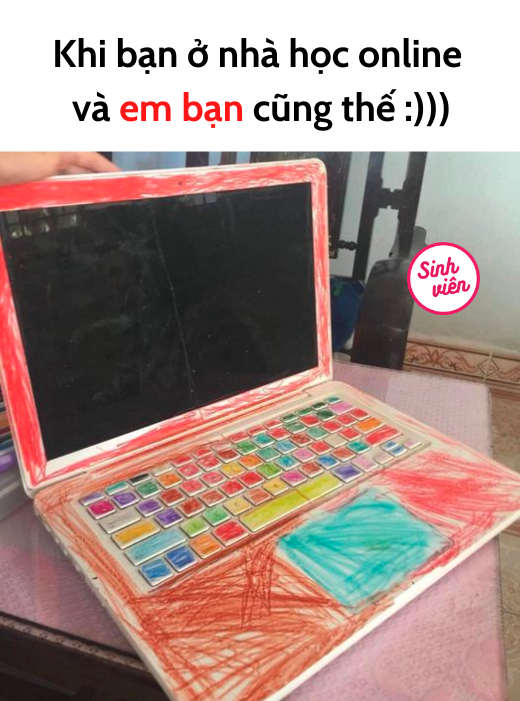 Khi bạn ở nhà học online
và em bạn cũng thế :)))
Sinh
viên